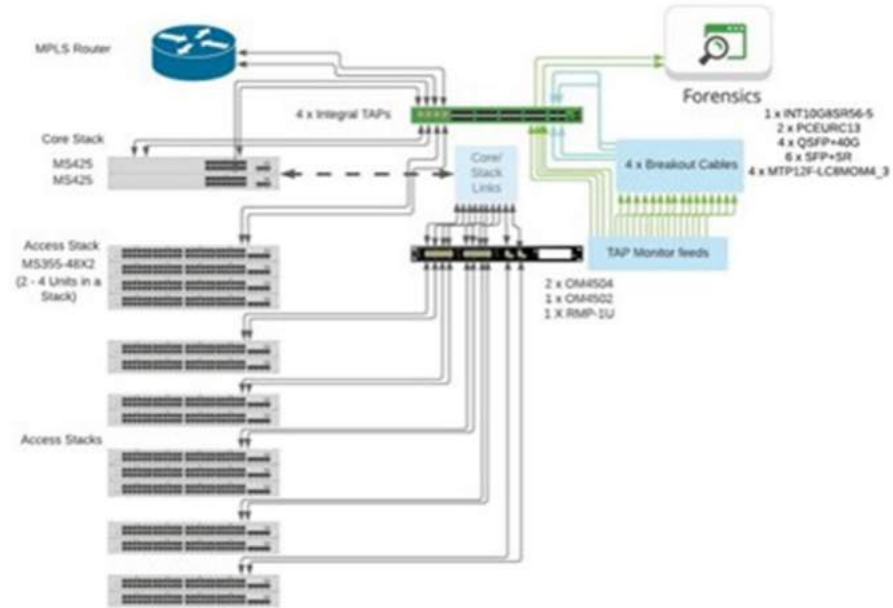 MPLS Router
4 x Integral TAPs
Forensics
1 x INT10G8SR56-5
2 x PCEURC13
4 x QSFP+40G
6 x SFP+SR
4 x MTP12F-LC8MOM4_3
Core Stack
MS425
MS425
Core/
Stack
Links
4 x Breakout Cables
Access Stack
MS355-48X2
(2 - 4 Units in a
Stack)
TAP Monitor feeds
2 x OM4504
1 x OM4502
1 X RMP-1U
Access Stacks